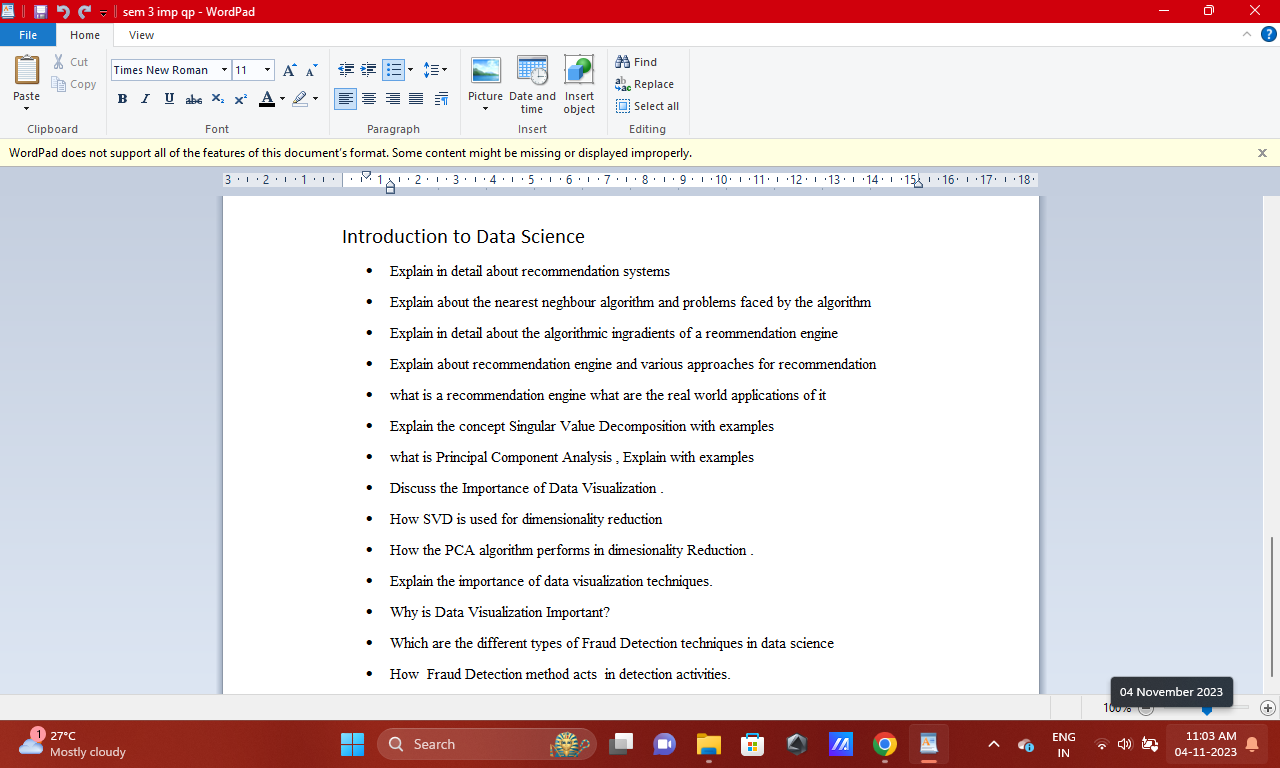 sem 3 imp qp - WordPad
File Home View
Paste
Cut
Copy
Clipboard
Times New Roman 11
B I U abc X₂ X² A
Font
Paragraph
Picture
Date and time
Insert object
Insert
Find
Replace
Select all
Editing
WordPad does not support all of the features of this document's format. Some content might be missing or displayed improperly.
3 2 1 1 2 3 4 5 6 7 8 9 10 11 12 13 14 15 16 17 18
Introduction to Data Science
• Explain in detail about recommendation systems
• Explain about the nearest neghbour algorithm and problems faced by the algorithm
• Explain in detail about the algorithmic ingradients of a reommendation engine
• Explain about recommendation engine and various approaches for recommendation
• what is a recommendation engine what are the real world applications of it
• Explain the concept Singular Value Decomposition with examples
• what is Principal Component Analysis , Explain with examples
• Discuss the Importance of Data Visualization .
• How SVD is used for dimensionality reduction
• How the PCA algorithm performs in dimesionality Reduction .
• Explain the importance of data visualization techniques.
• Why is Data Visualization Important?
• Which are the different types of Fraud Detection techniques in data science
• How  Fraud Detection method acts  in detection activities.
04 November 2023
100%
1
27°C
Mostly cloudy
Search
ENG
IN
11:03 AM
04-11-2023